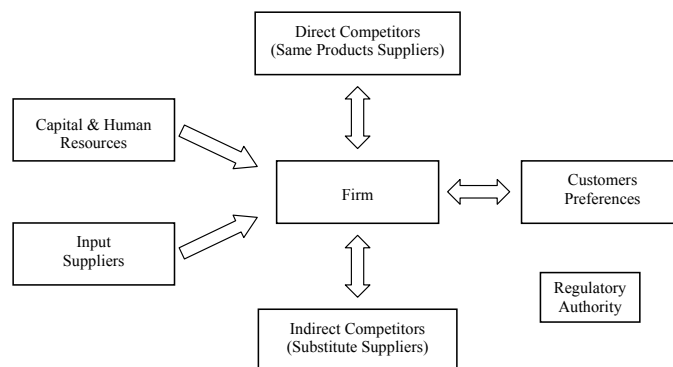 Direct Competitors
(Same Products Suppliers)
Capital & Human
Resources
Firm
Customers
Preferences
Input
Suppliers
Regulatory
Authority
Indirect Competitors
(Substitute Suppliers)